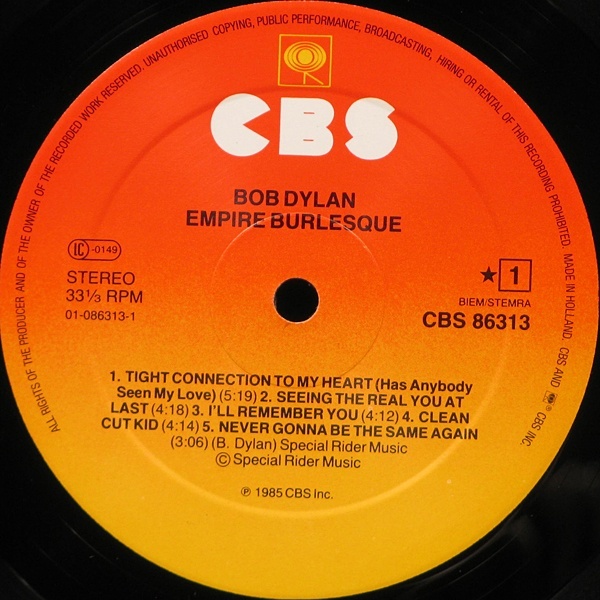 ALL RIGHTS OF THE PRODUCER AND OF THE OWNER OF THE RECORDED WORK RESERVED. UNAUTHORISED COPYING, PUBLIC PERFORMANCE, BROADCASTING, HIRING OR RENTAL OF THIS RECORDING PROHIBITED. MADE IN HOLLAND. CBS AND CBS INC.
CBS
BOB DYLAN
EMPIRE BURLESQUE
IC -0149
STEREO
33⅓ RPM
01-086313-1
★ 1
BIEM/STEMRA
CBS 86313
1. TIGHT CONNECTION TO MY HEART (Has Anybody
Seen My Love) (5:19) 2. SEEING THE REAL YOU AT
LAST (4:18) 3. I'LL REMEMBER YOU (4:12) 4. CLEAN
CUT KID (4:14) 5. NEVER GONNA BE THE SAME AGAIN
(3:06) (B. Dylan) Special Rider Music
© Special Rider Music
℗ 1985 CBS Inc.